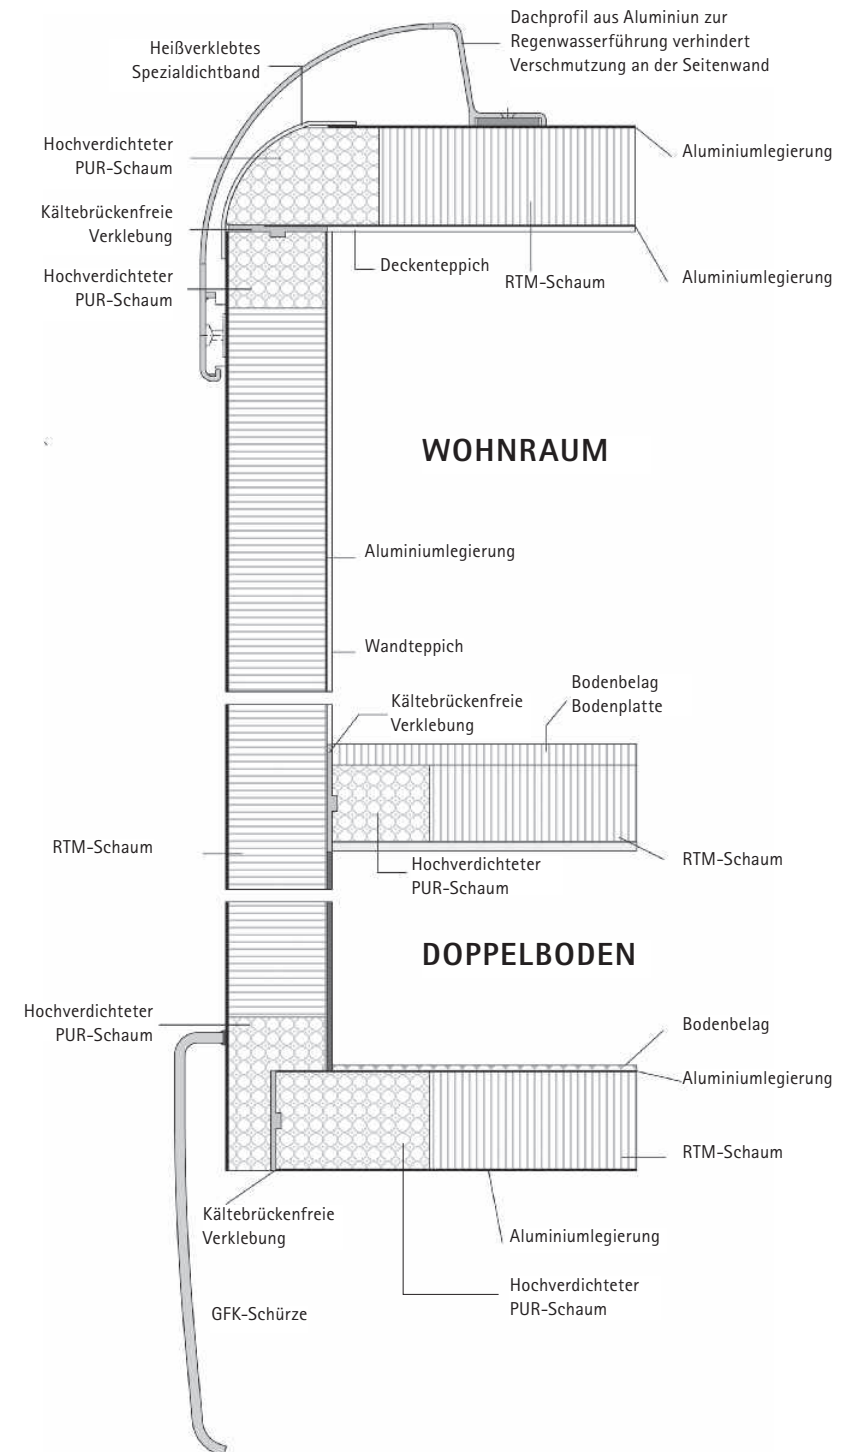 Dachprofil aus Aluminiun zur
Regenwasserführung verhindert
Verschmutzung an der Seitenwand
Heißverklebtes
Spezialdichtband
Hochverdichteter
PUR-Schaum
Aluminiumlegierung
Kältebrückenfreie
Verklebung
Deckenteppich
Hochverdichteter
PUR-Schaum
RTM-Schaum
Aluminiumlegierung
WOHNRAUM
Aluminiumlegierung
Wandteppich
Bodenbelag
Bodenplatte
Kältebrückenfreie
Verklebung
RTM-Schaum
Hochverdichteter
PUR-Schaum
RTM-Schaum
DOPPELBODEN
Hochverdichteter
PUR-Schaum
Bodenbelag
Aluminiumlegierung
RTM-Schaum
Kältebrückenfreie
Verklebung
Aluminiumlegierung
Hochverdichteter
PUR-Schaum
GFK-Schürze